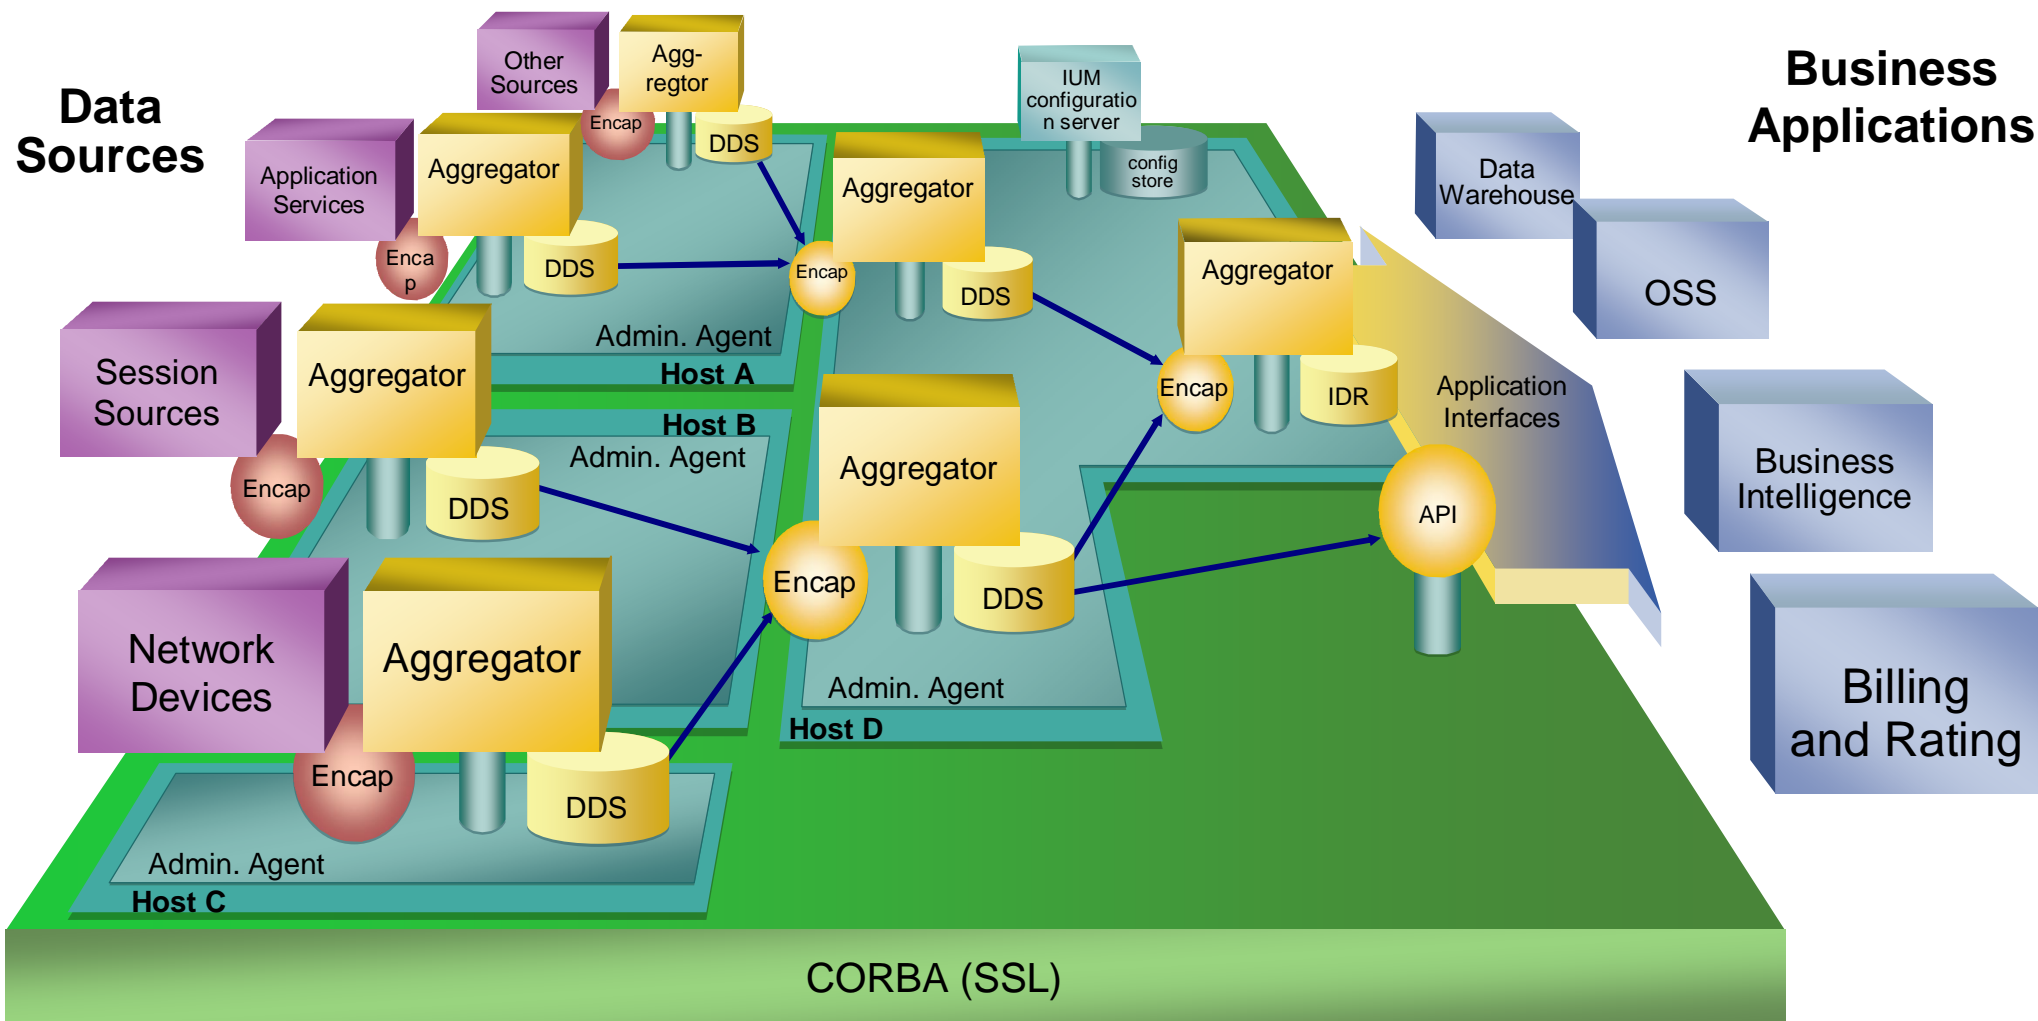 Data
Sources
Business
Applications
Other
Sources
Agg-
regtor
Encap
DDS
Application
Services
Aggregator
Enca
p
DDS
Admin. Agent
Host A
Session
Sources
Aggregator
Encap
DDS
Host B
Admin. Agent
Network
Devices
Aggregator
Encap
DDS
Admin. Agent
Host C
IUM
configuratio
n server
config
store
Aggregator
Encap
DDS
Aggregator
Encap
DDS
Admin. Agent
Host D
Aggregator
Encap
IDR
Application
Interfaces
API
Data
Warehouse
OSS
Business
Intelligence
Billing
and Rating
CORBA (SSL)